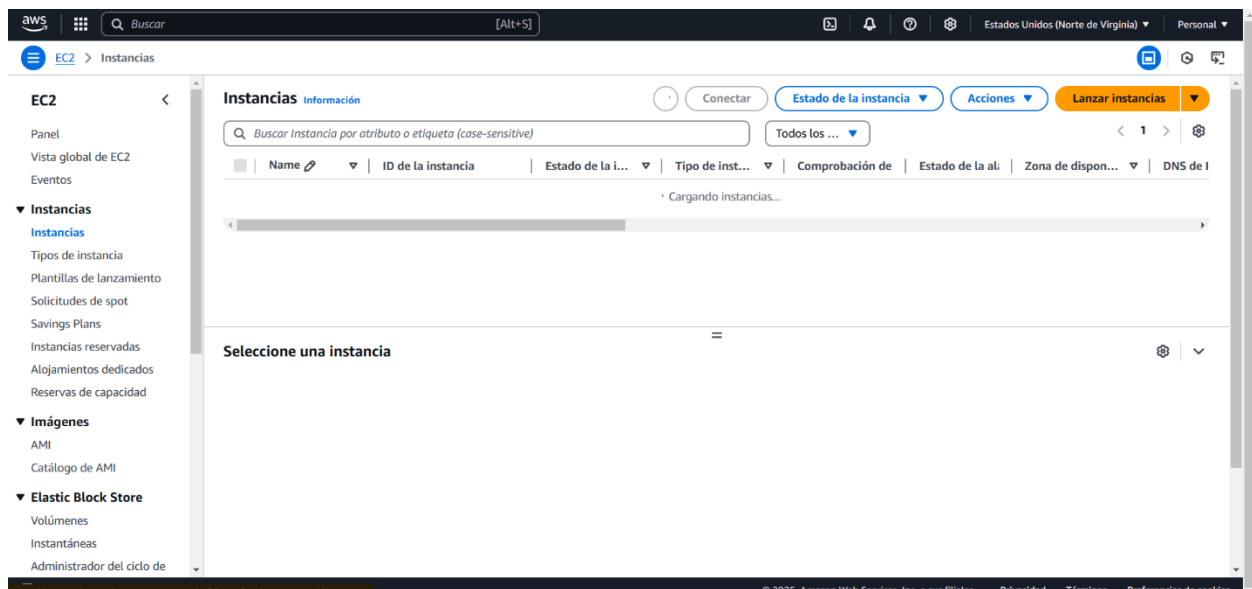 aws Buscar [Alt+S] Estados Unidos (Norte de Virginia) Personal
EC2 > Instancias
EC2
Panel
Vista global de EC2
Eventos
Instancias
Instancias
Tipos de instancia
Plantillas de lanzamiento
Solicitudes de spot
Savings Plans
Instancias reservadas
Alojamientos dedicados
Reservas de capacidad
Imágenes
AMI
Catálogo de AMI
Elastic Block Store
Volúmenes
Instantáneas
Administrador del ciclo de
Instancias Información Conectar Estado de la instancia Acciones Lanzar instancias
Buscar Instancia por atributo o etiqueta (case-sensitive) Todos los ... 1
Name ID de la instancia Estado de la i... Tipo de inst... Comprobación de Estado de la Zona de dispon... DNS de
Cargando instancias...
Seleccione una instancia